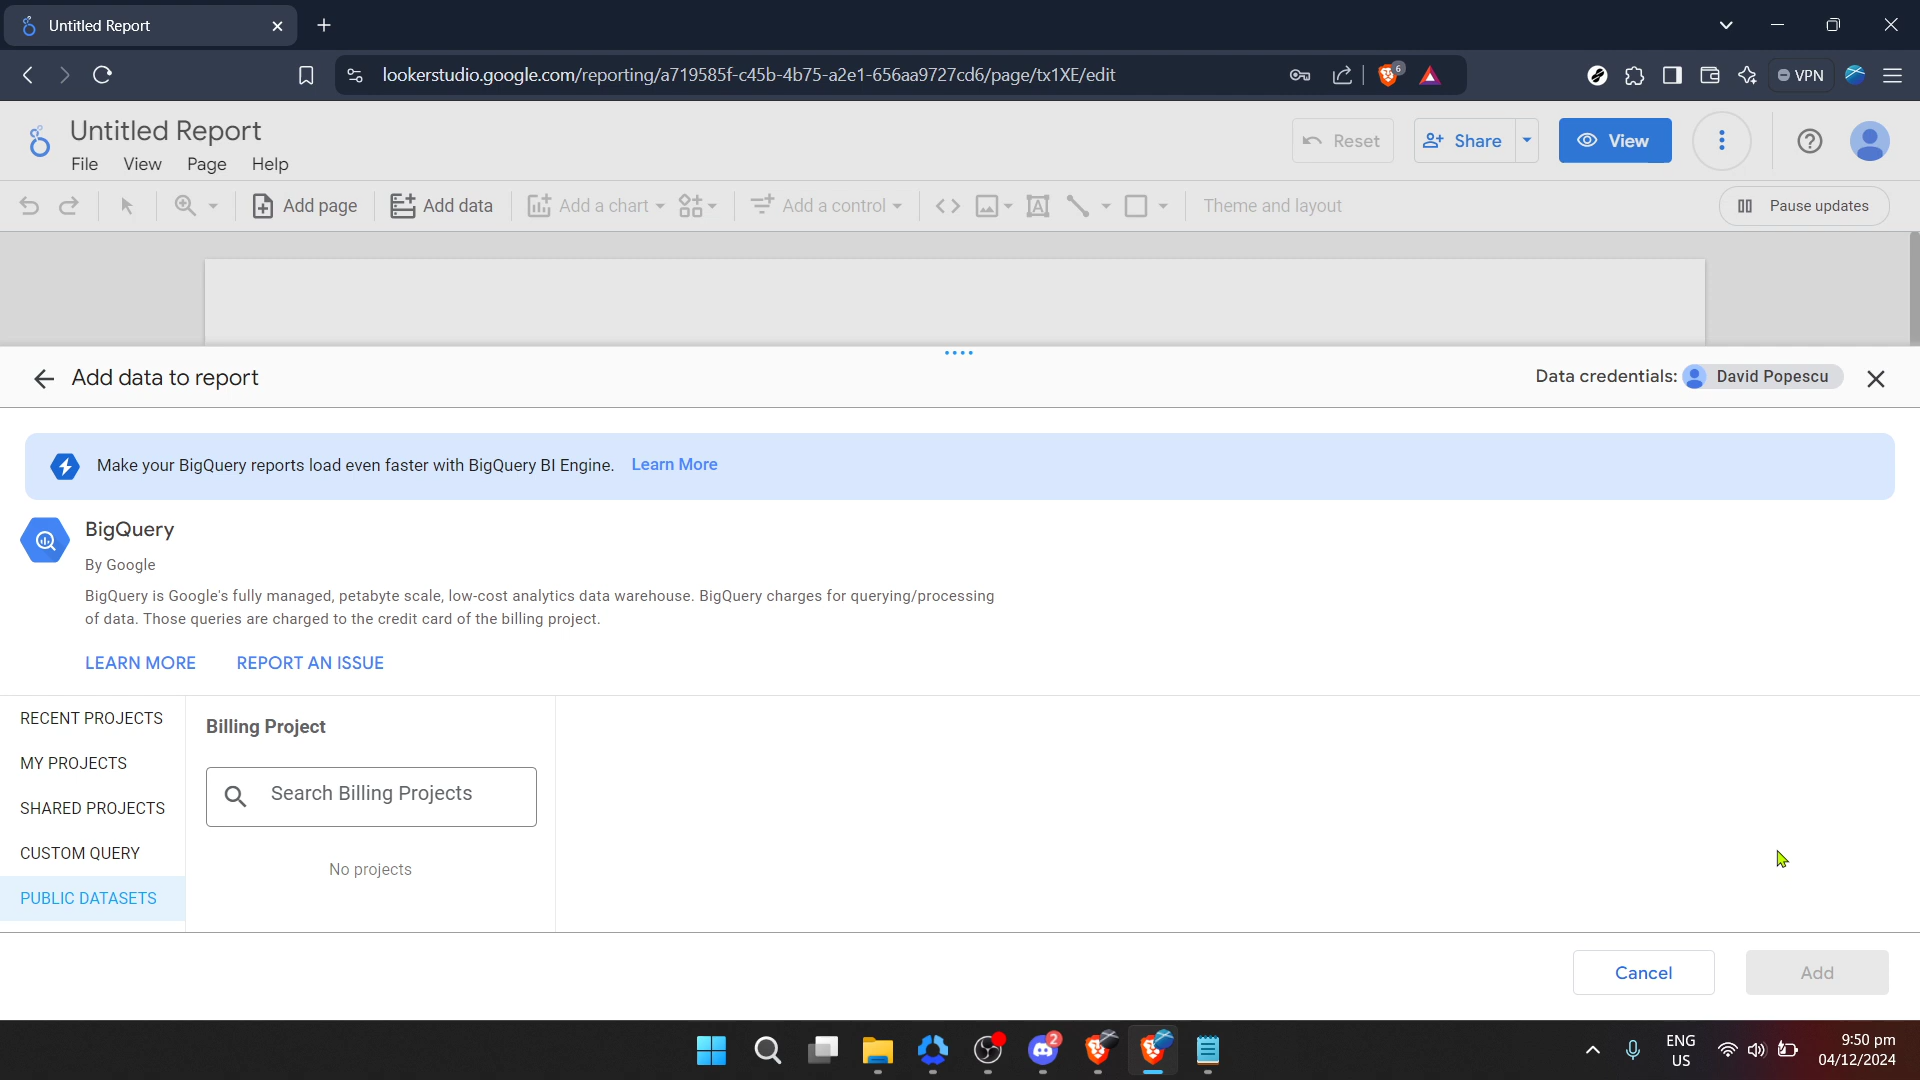 Untitled Report
lookerstudio.google.com/reporting/a719585f-c45b-4b75-a2e1-656aa9727cd6/page/tx1XE/edit
6
VPN
Untitled Report
File View Page Help
Reset
Share
View
Add page
Add data
Add a chart
Add a control
Theme and layout
Pause updates
Add data to report
Data credentials: David Popescu
Make your BigQuery reports load even faster with BigQuery BI Engine. Learn More
BigQuery
By Google
BigQuery is Google's fully managed, petabyte scale, low-cost analytics data warehouse. BigQuery charges for querying/processing
of data. Those queries are charged to the credit card of the billing project.
LEARN MORE REPORT AN ISSUE
RECENT PROJECTS
MY PROJECTS
SHARED PROJECTS
CUSTOM QUERY
PUBLIC DATASETS
Billing Project
Search Billing Projects
No projects
Cancel
Add
2
ENG
US
9:50 pm
04/12/2024